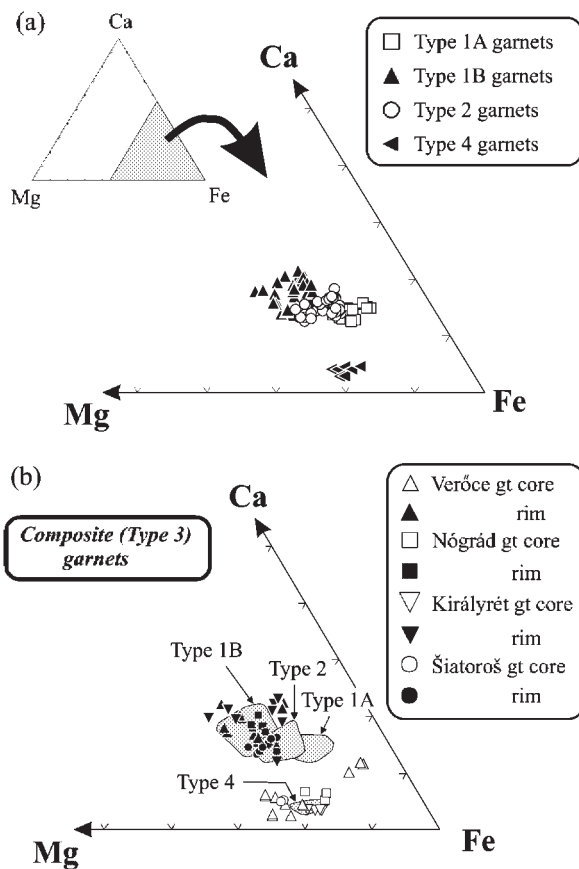 (a)
Ca
Mg
Fe
Type 1A garnets
Type 1B garnets
Type 2 garnets
Type 4 garnets
Ca
Mg
Fe
(b)
Ca
Composite (Type 3)
garnets
Verőce gt core
rim
Nógrád gt core
rim
Királyrét gt core
rim
Šiatoroš gt core
rim
Type 1B
Type 2
Type 1A
Type 4
Mg
Fe